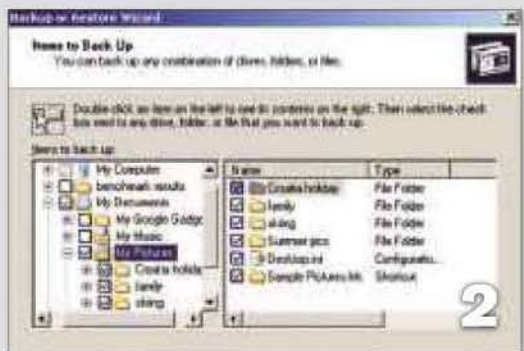 Backup or Restore Wizard
Items to Back Up
You can back up any combination of drives, folders, or files.
Double-click an item on the left to see its contents on the right. Then select the check
box next to any drive, folder, or file that you want to back up.
Items to back up:
My Computer
benchmark results
My Documents
My Google Gadge
My Music
My Pictures
Croatia holida
family
skiing
Name Type
Croatia holiday File Folder
family File Folder
skiing File Folder
Summer pics File Folder
Desktop.ini Configuratio...
Sample Pictures.lnk Shortcut
2